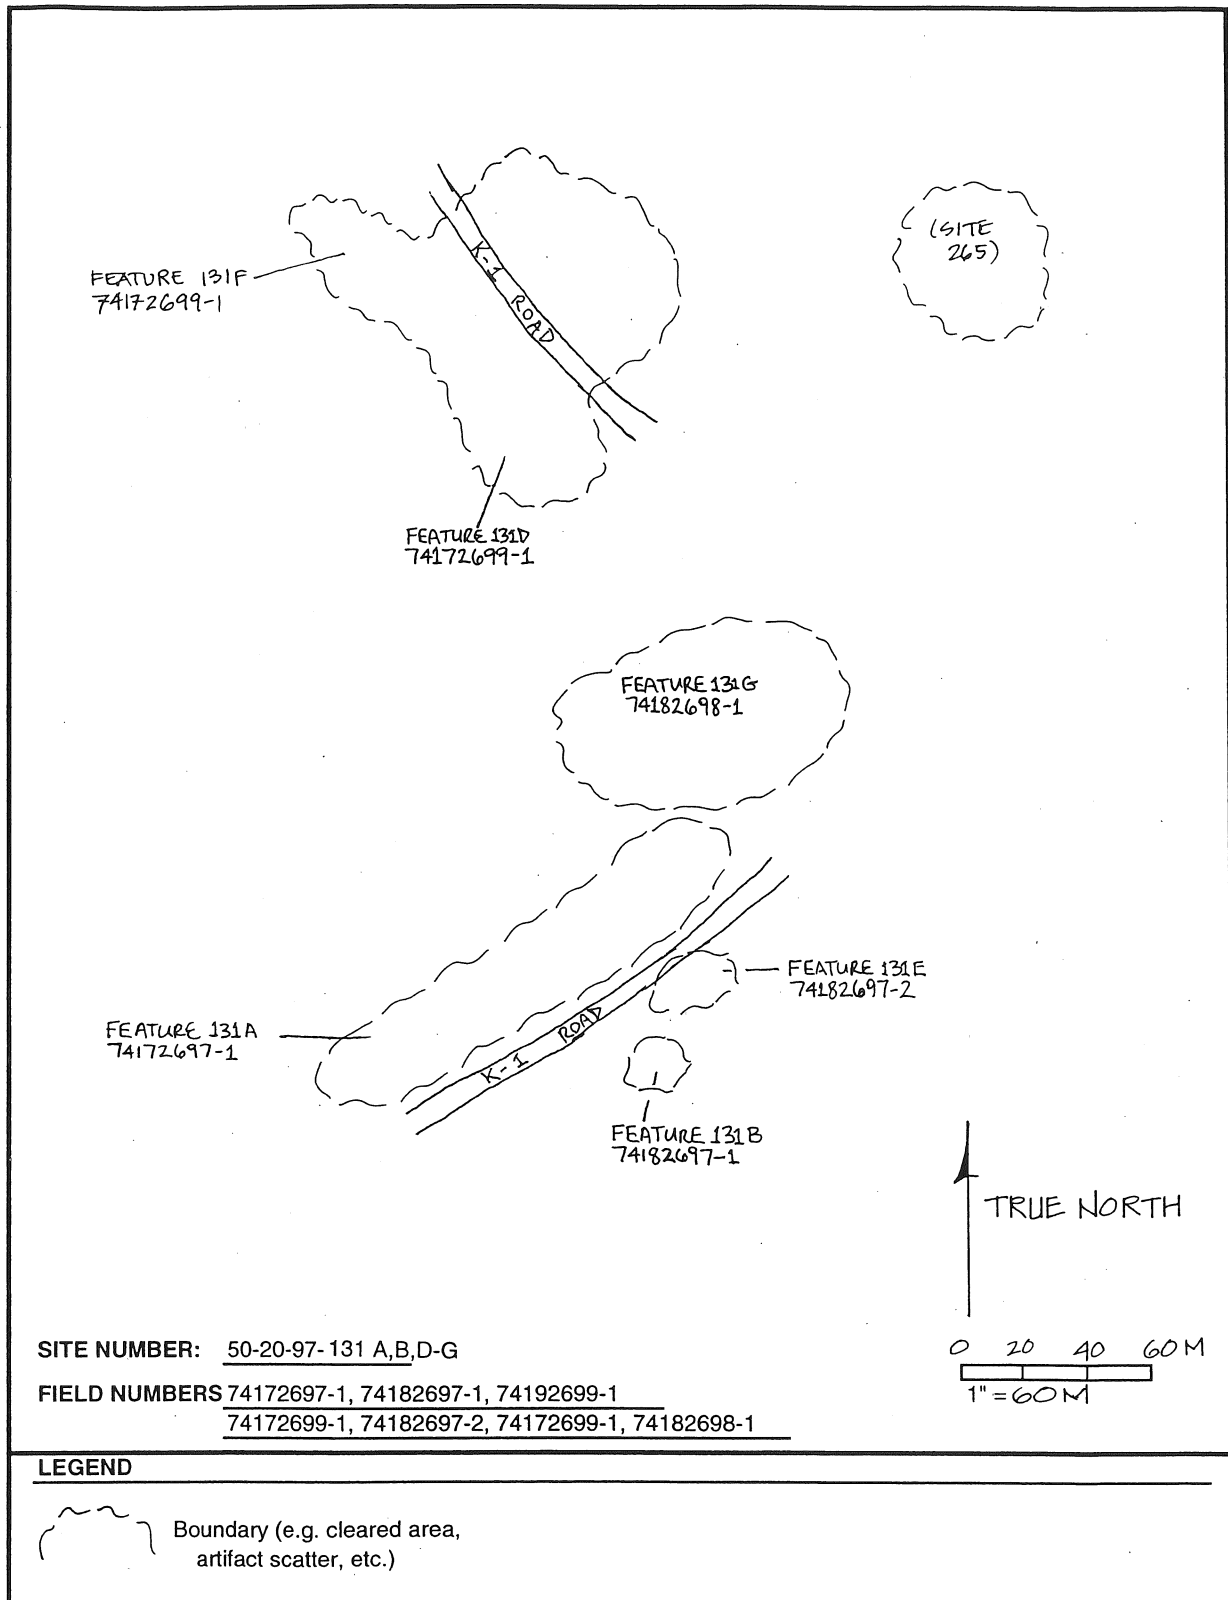 (SITE
265)
FEATURE 131F
74172699-1
K-1 ROAD
FEATURE 131D
74172699-1
FEATURE 131G
74182698-1
FEATURE 131E
74182697-2
FEATURE 131A
74172697-1
K-1 ROAD
FEATURE 131B
74182697-1
TRUE NORTH
0 20 40 60 M
1" = 60 M
SITE NUMBER: 50-20-97-131 A,B,D-G
FIELD NUMBERS 74172697-1, 74182697-1, 74192699-1
74172699-1, 74182697-2, 74172699-1, 74182698-1
LEGEND
Boundary (e.g. cleared area,
artifact scatter, etc.)